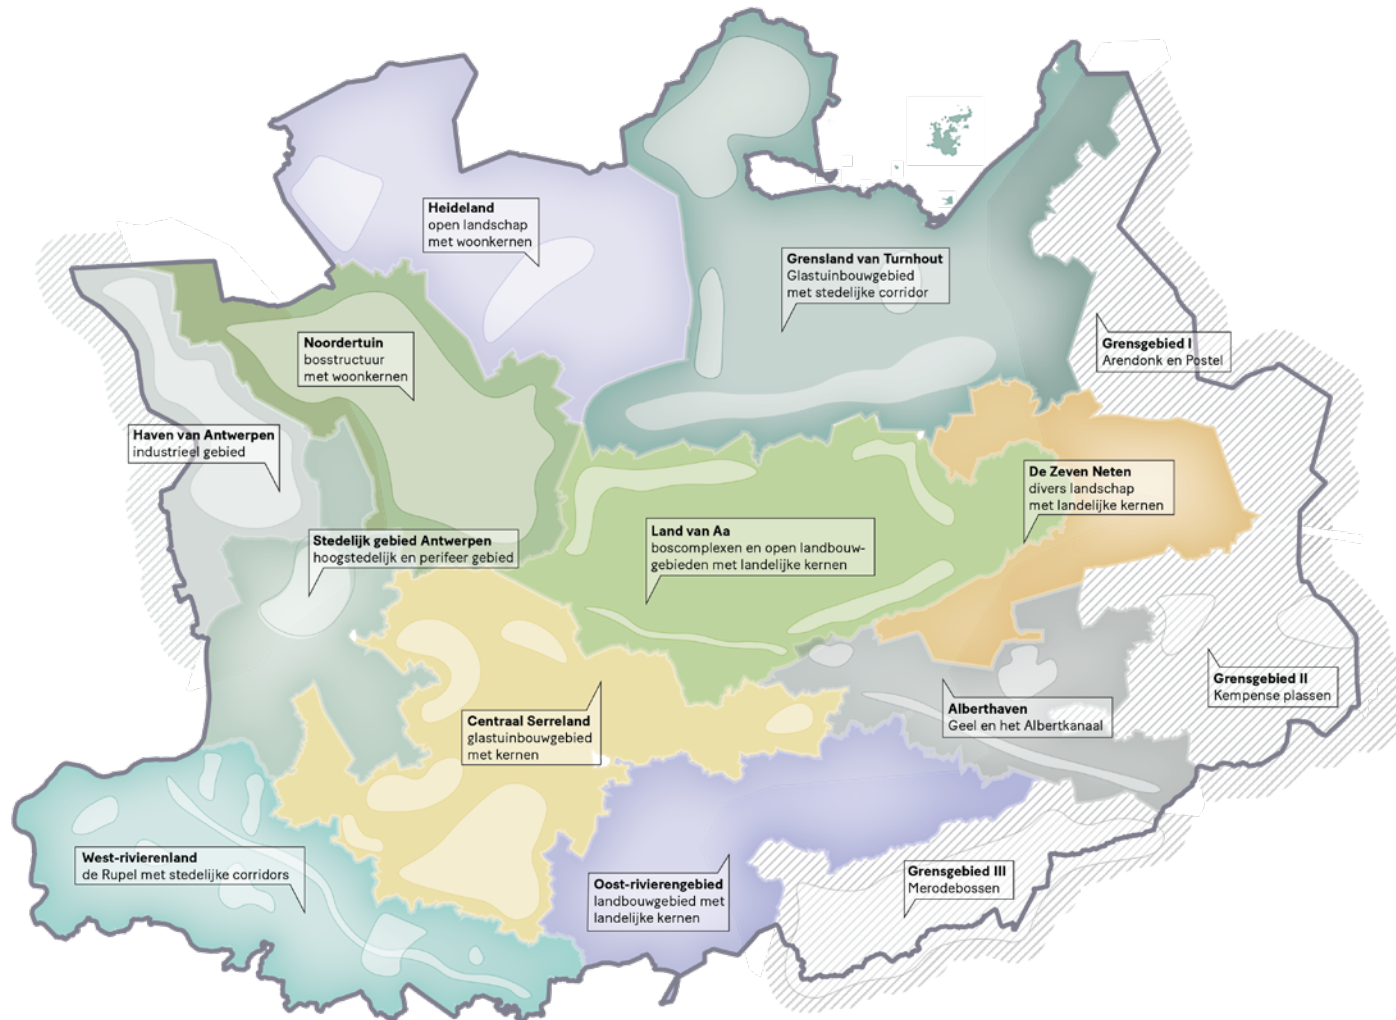 Heideland
open landschap
met woonkernen
Grensland van Turnhout
Glastuinbouwgebied
met stedelijke corridor
Noordertuin
bosstructuur
met woonkernen
Grensgebied I
Arendonk en Postel
Haven van Antwerpen
industrieel gebied
De Zeven Neten
divers landschap
met landelijke kernen
Stedelijk gebied Antwerpen
hoogstedelijk en perifeer gebied
Land van Aa
boscomplexen en open landbouw-
gebieden met landelijke kernen
Grensgebied II
Kempense plassen
Alberthaven
Geel en het Albertkanaal
Centraal Serreland
glastuinbouwgebied
met kernen
West-rivierenland
de Rupel met stedelijke corridors
Oost-rivierengebied
landbouwgebied met
landelijke kernen
Grensgebied III
Merodebossen